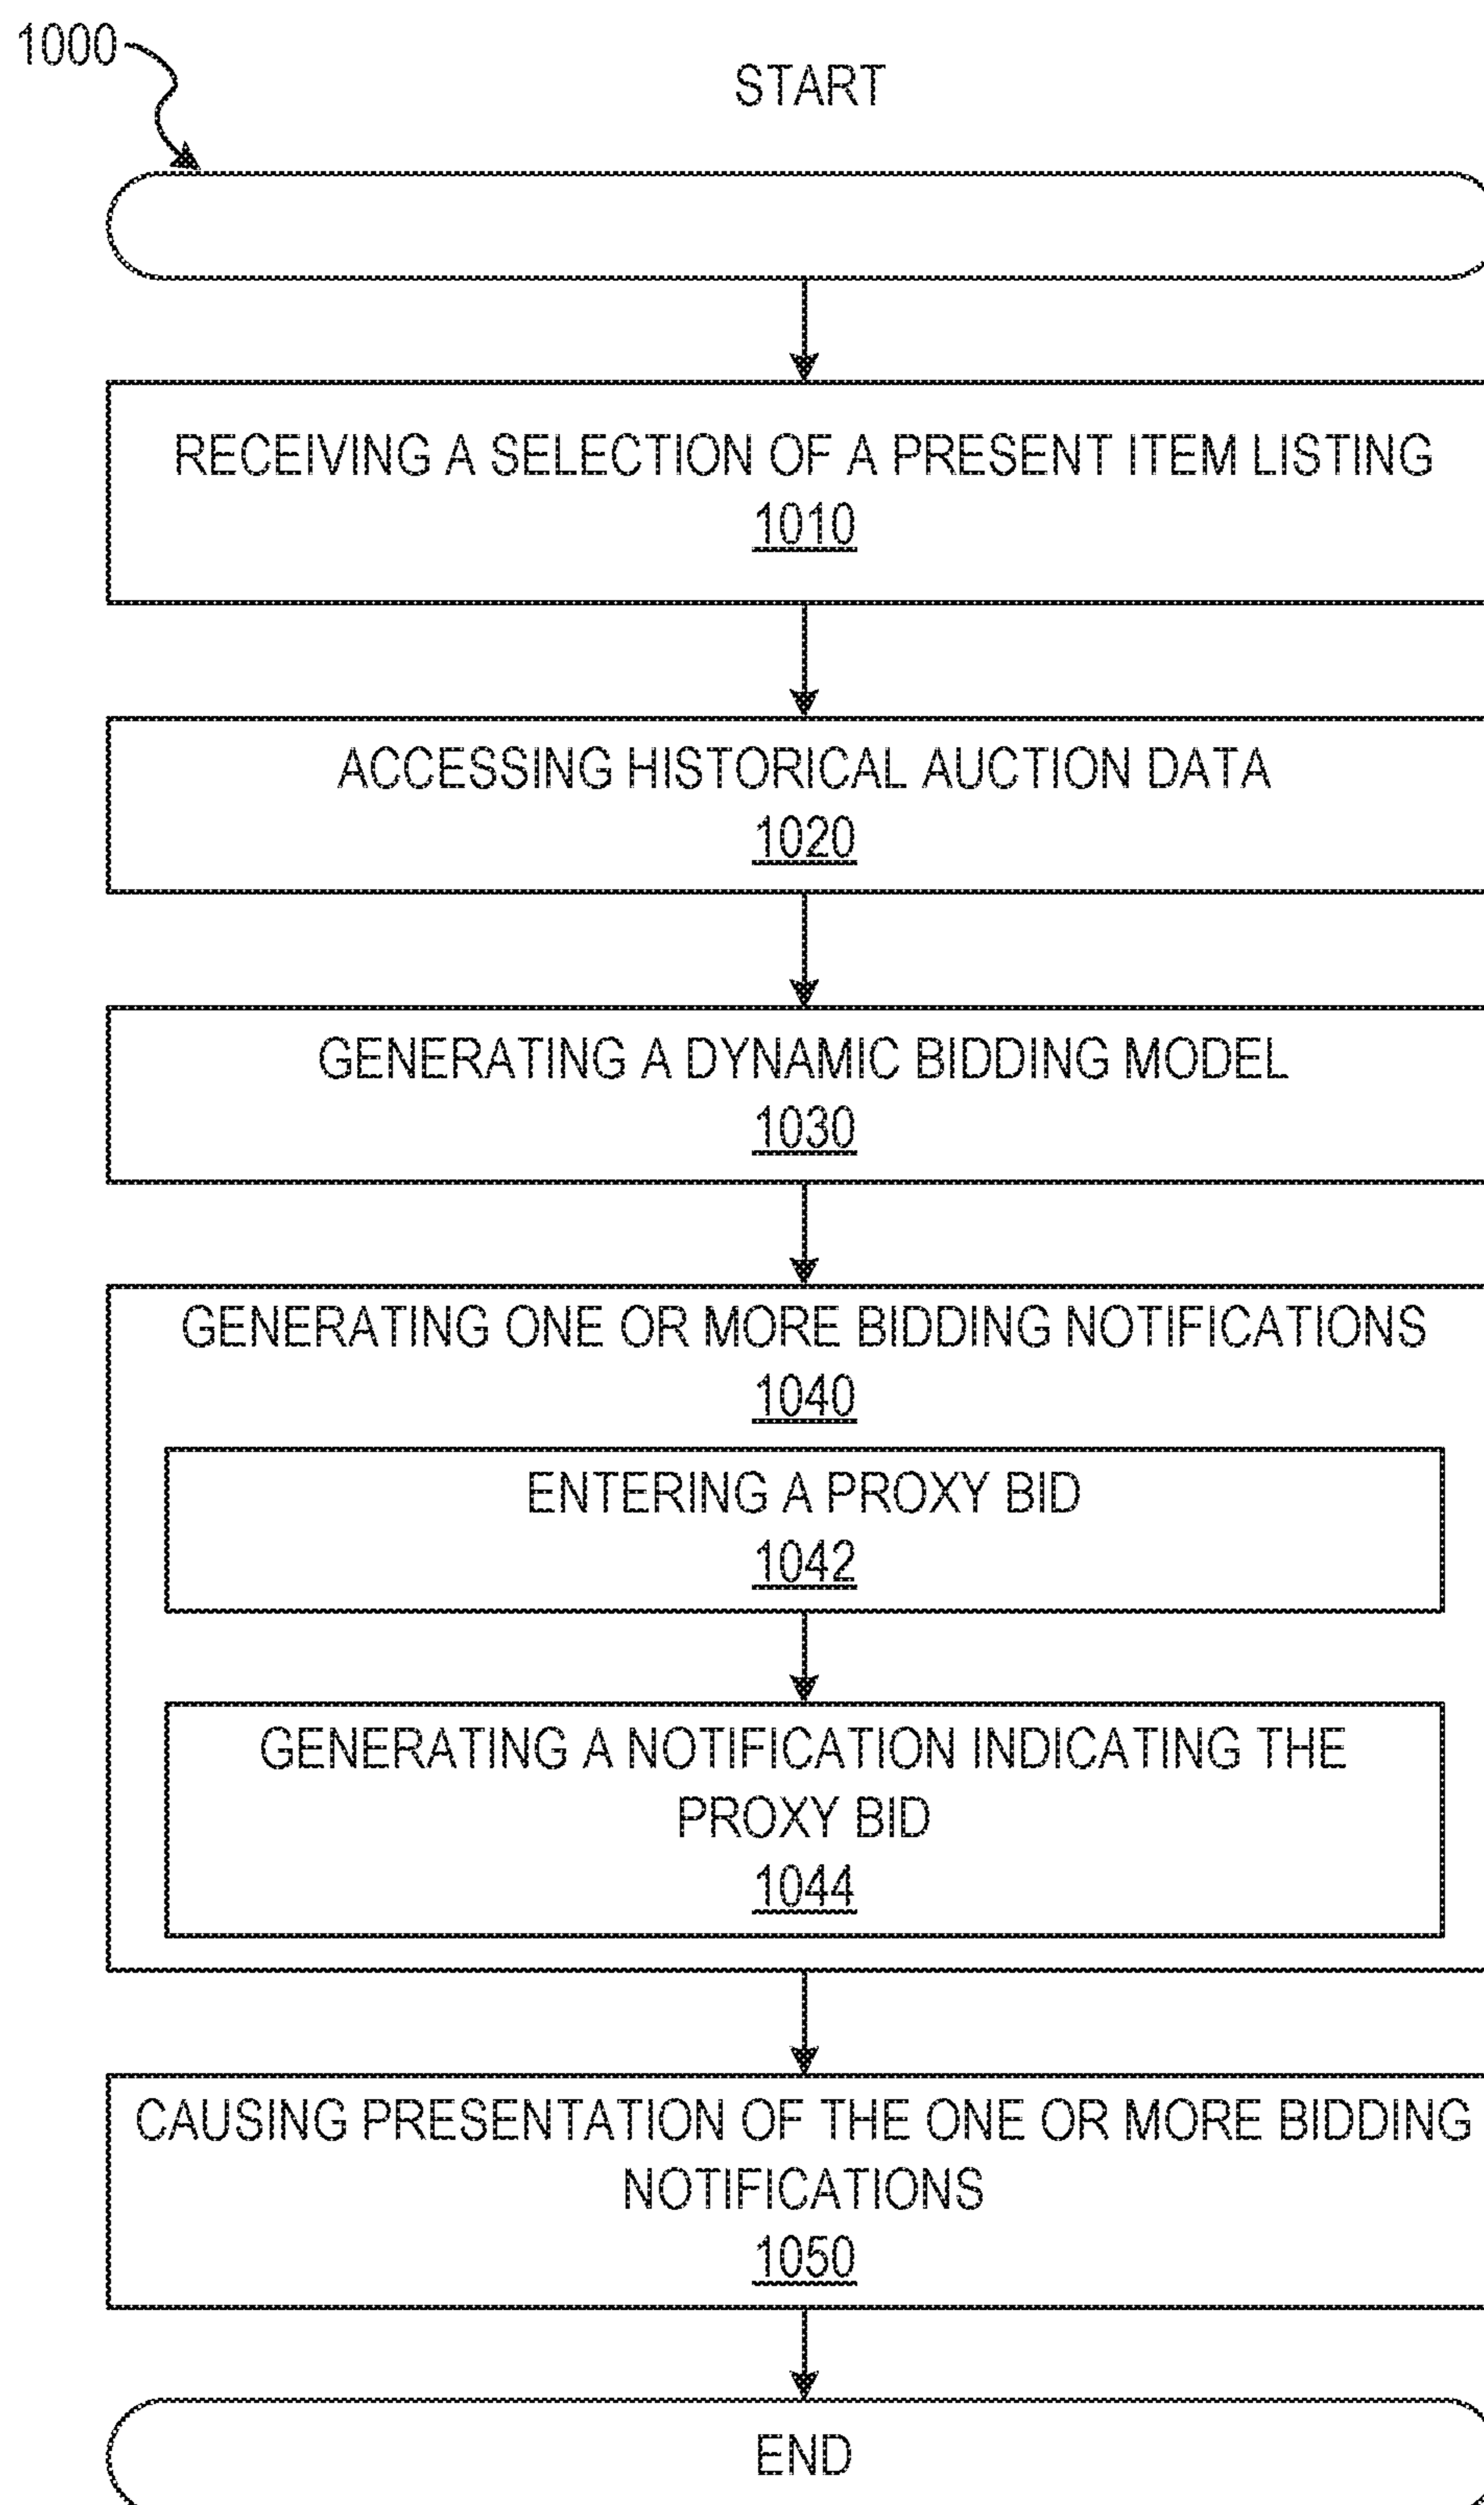 1000
START
RECEIVING A SELECTION OF A PRESENT ITEM LISTING
1010
ACCESSING HISTORICAL AUCTION DATA
1020
GENERATING A DYNAMIC BIDDING MODEL
1030
GENERATING ONE OR MORE BIDDING NOTIFICATIONS
1040
ENTERING A PROXY BID
1042
GENERATING A NOTIFICATION INDICATING THE
PROXY BID
1044
CAUSING PRESENTATION OF THE ONE OR MORE BIDDING
NOTIFICATIONS
1050
END